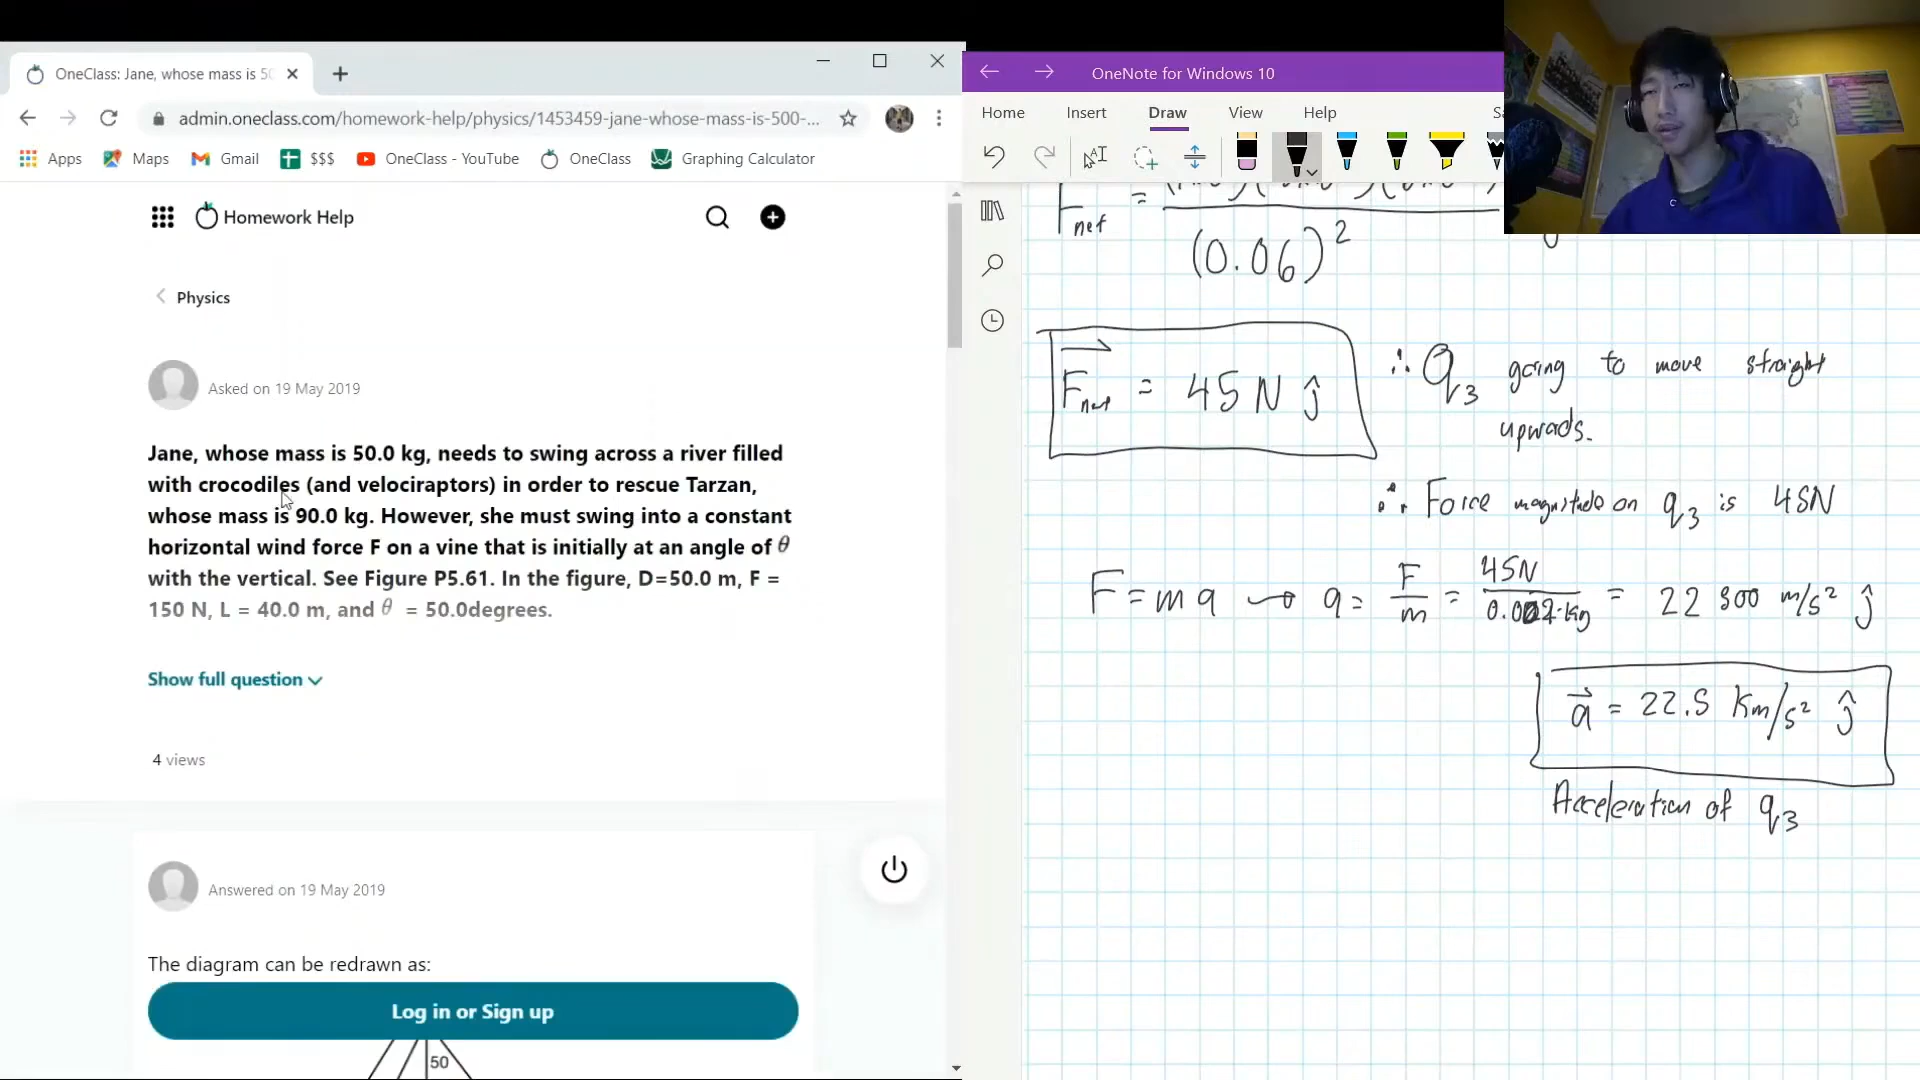 OneClass: Jane, whose mass is 50
admin.oneclass.com/homework-help/physics/1453459-jane-whose-mass-is-500-...
Apps Maps Gmail $$$ OneClass - YouTube OneClass Graphing Calculator
Homework Help
Physics
Asked on 19 May 2019
Jane, whose mass is 50.0 kg, needs to swing across a river filled
with crocodiles (and velociraptors) in order to rescue Tarzan,
whose mass is 90.0 kg. However, she must swing into a constant
horizontal wind force F on a vine that is initially at an angle of θ
with the vertical. See Figure P5.61. In the figure, D=50.0 m, F =
150 N, L = 40.0 m, and θ = 50.0degrees.
Show full question
4 views
Answered on 19 May 2019
The diagram can be redrawn as:
Log in or Sign up
50
OneNote for Windows 10
Home Insert Draw View Help
F net =
(0.06)²
F net = 45 N ĵ
∴ q3 going to move straight
upwards.
∴ Force magnitude on q3 is 45N
F = ma → a = F/m = 45N / kg = 22 500 m/s² ĵ
a = 22.5 Km/s² ĵ
Acceleration of q3